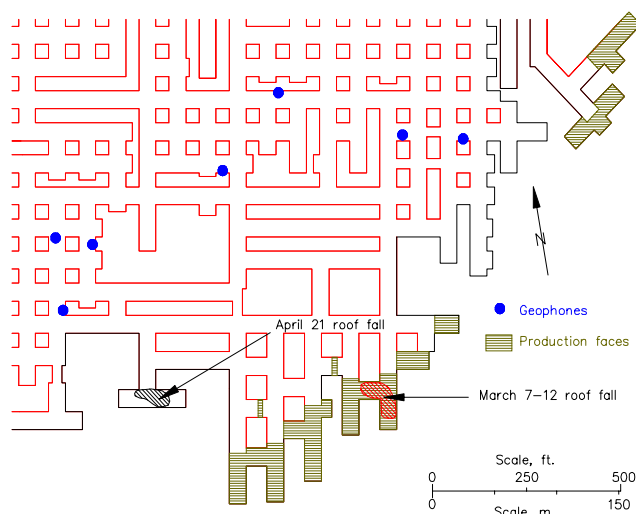 N
Geophones
April 21 roof fall
Production faces
March 7-12 roof fall
Scale, ft.
0 250 500
0 150
Scale, m